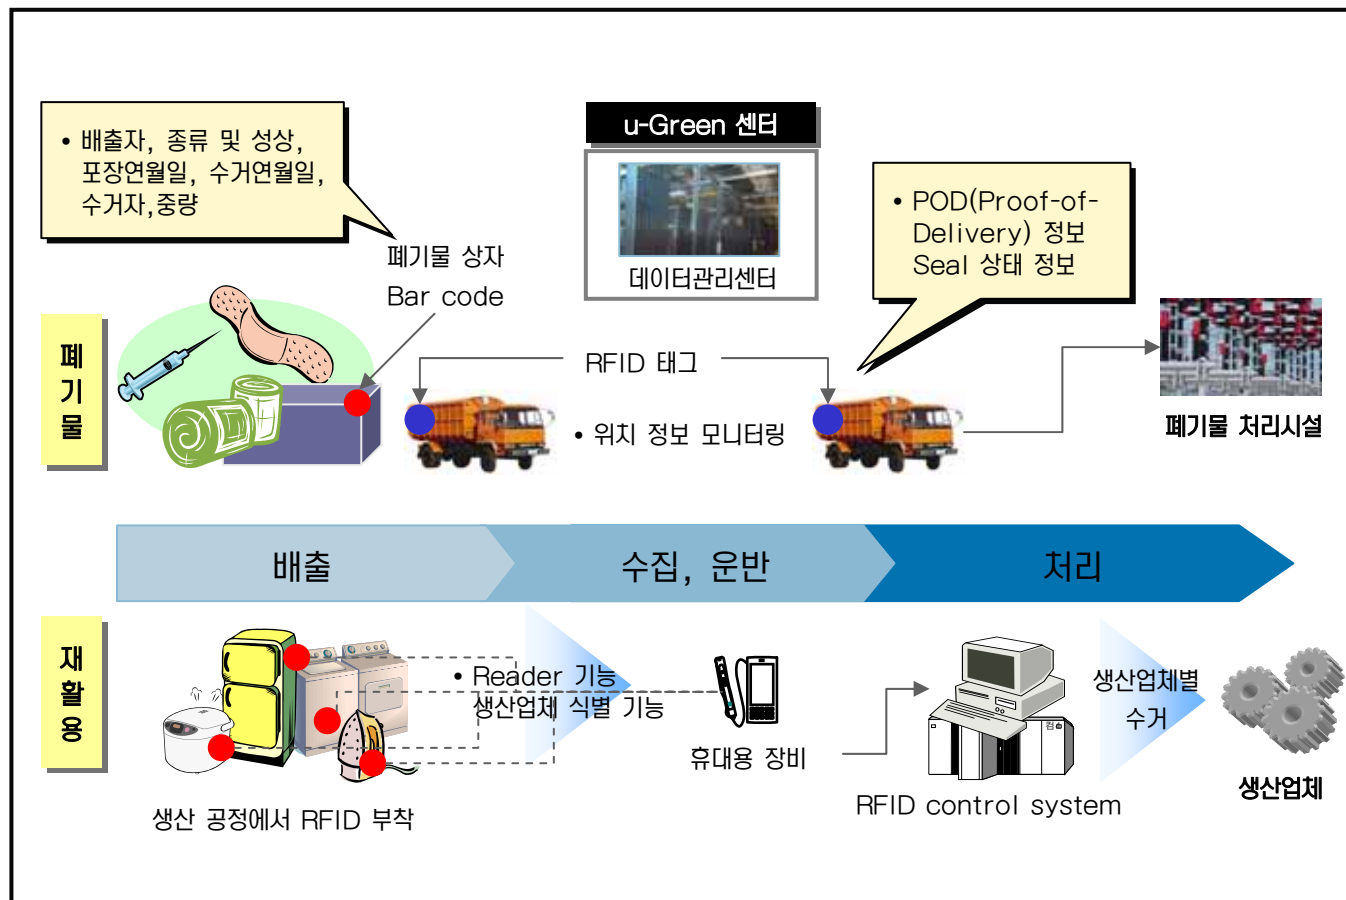 u-Green 센터
• 배출자, 종류 및 성상,
포장연월일, 수거연월일,
수거자,중량
• POD(Proof-of-
Delivery) 정보
Seal 상태 정보
데이터관리센터
폐기물 상자
Bar code
폐
기
물
RFID 태그
• 위치 정보 모니터링
폐기물 처리시설
배출
수집, 운반
처리
재
활
용
• Reader 기능
생산업체 식별 기능
휴대용 장비
컴
생산업체별
수거
생산업체
생산 공정에서 RFID 부착
RFID control system